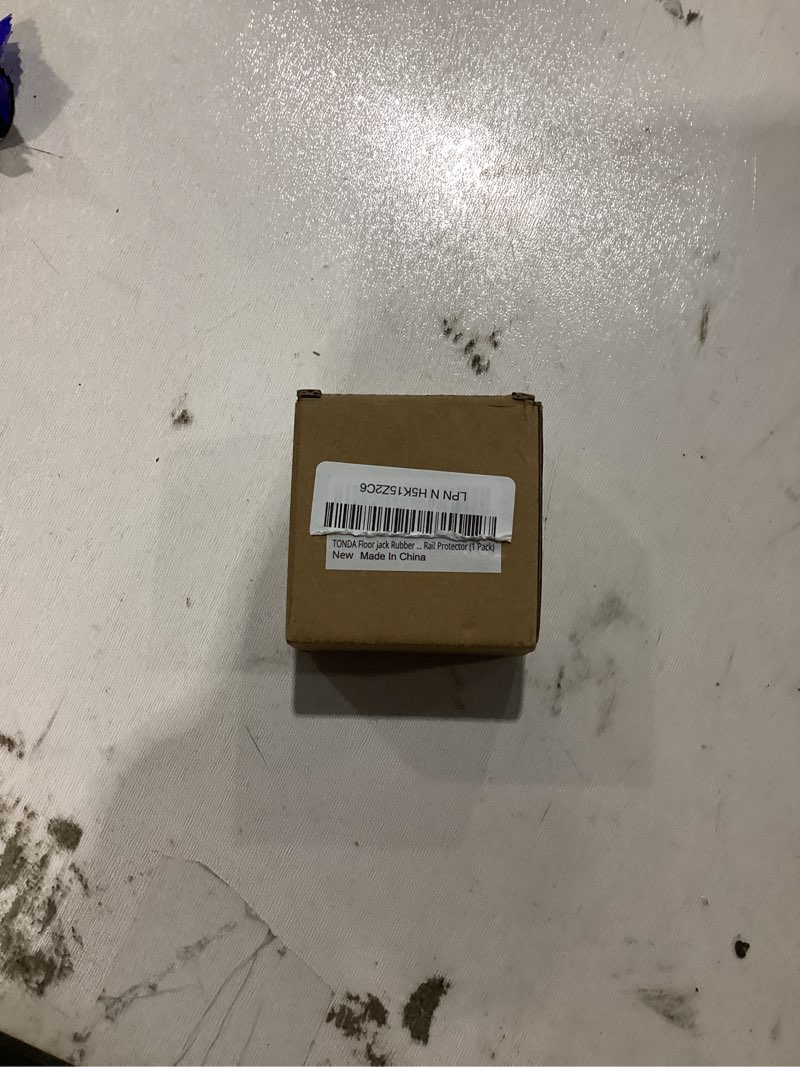 LPN N H5K15Z2C6
TONDA Floor jack Rubber ... Rail Protector (1 Pack)
New Made In China